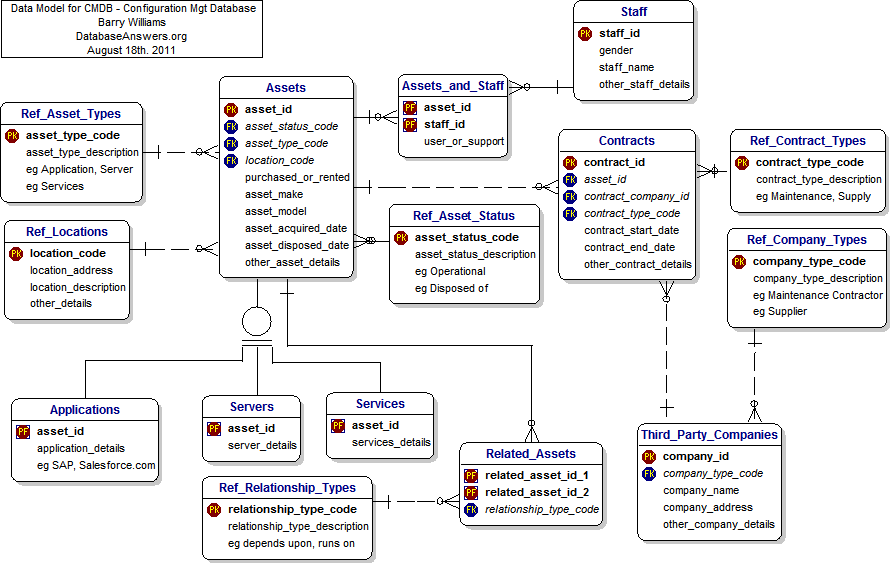 Data Model for CMDB - Configuration Mgt Database
Barry Williams
DatabaseAnswers.org
August 18th. 2011
Staff
PK staff_id
gender
staff_name
other_staff_details
Assets
PK asset_id
FK asset_status_code
FK asset_type_code
FK location_code
purchased_or_rented
asset_make
asset_model
asset_acquired_date
asset_disposed_date
other_asset_details
Assets_and_Staff
PF asset_id
PF staff_id
user_or_support
Ref_Asset_Types
PK asset_type_code
asset_type_description
eg Application, Server
eg Services
Contracts
PK contract_id
FK asset_id
FK contract_company_id
FK contract_type_code
contract_start_date
contract_end_date
other_contract_details
Ref_Contract_Types
PK contract_type_code
contract_type_description
eg Maintenance, Supply
Ref_Locations
PK location_code
location_address
location_description
other_details
Ref_Asset_Status
PK asset_status_code
asset_status_description
eg Operational
eg Disposed of
Ref_Company_Types
PK company_type_code
company_type_description
eg Maintenance Contractor
eg Supplier
Applications
PF asset_id
application_details
eg SAP, Salesforce.com
Servers
PF asset_id
server_details
Services
PF asset_id
services_details
Third_Party_Companies
PK company_id
FK company_type_code
company_name
company_address
other_company_details
Related_Assets
PF related_asset_id_1
PF related_asset_id_2
FK relationship_type_code
Ref_Relationship_Types
PK relationship_type_code
relationship_type_description
eg depends upon, runs on